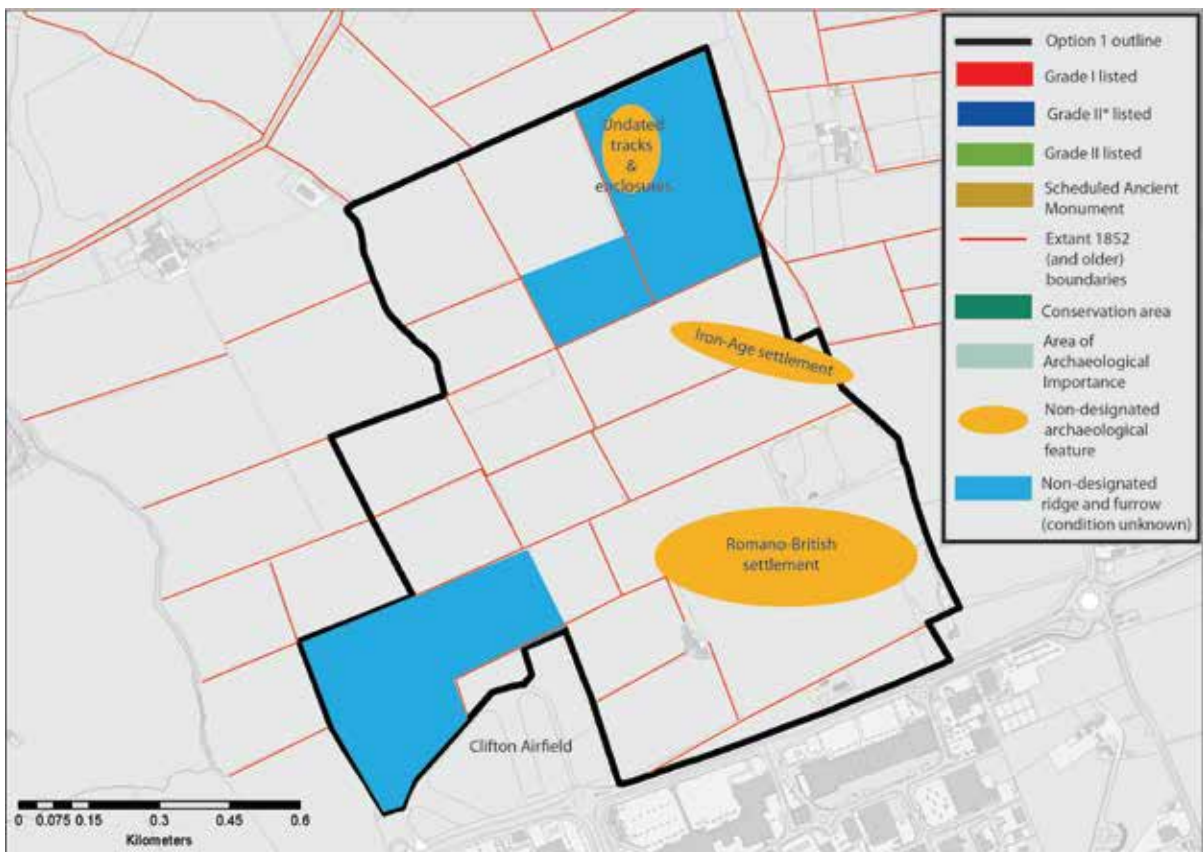 Option 1 outline
Grade I listed
Grade II* listed
Grade II listed
Scheduled Ancient
Monument
Extant 1852
(and older)
boundaries
Conservation area
Area of
Archaeological
Importance
Non-designated
archaeological
feature
Non-designated
ridge and furrow
(condition unknown)
Undated
tracks
&
enclosures
Iron-Age settlement
Romano-British
settlement
Clifton Airfield
0 0.075 0.15 0.3 0.45 0.6
Kilometers